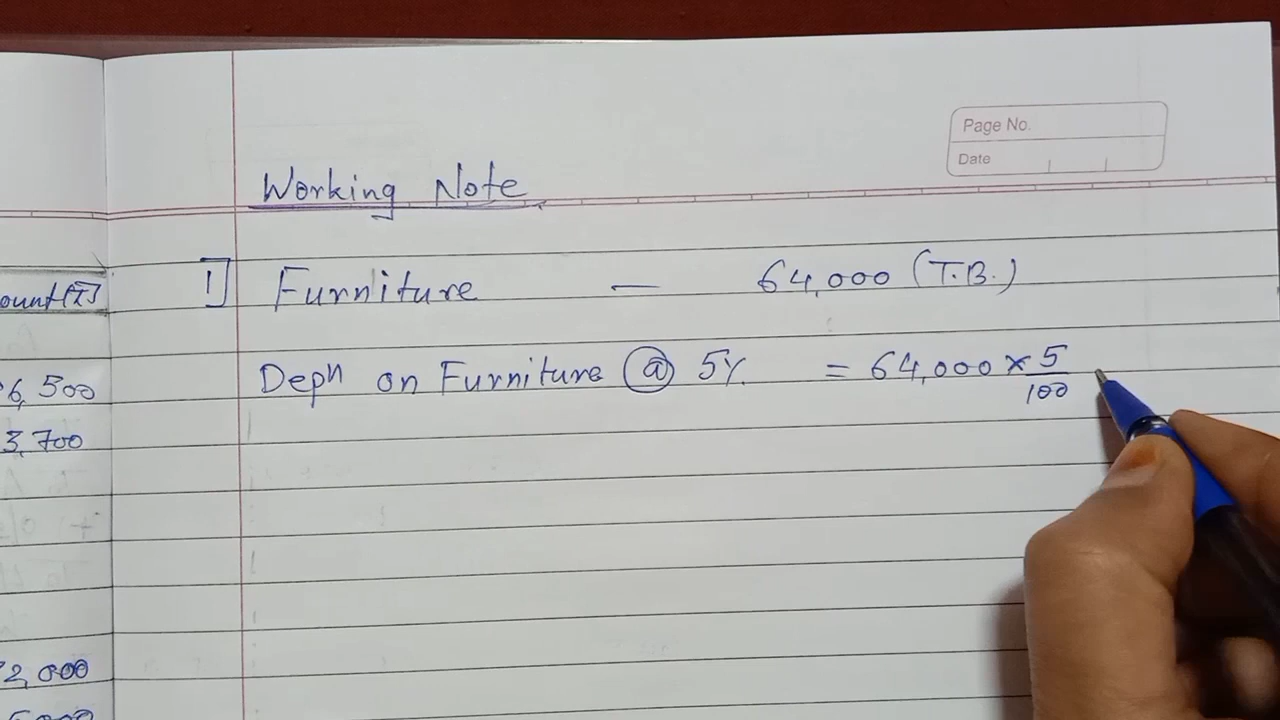 Page No.
Date
Working Note
1] Furniture — 64,000 (T.B.)
Depn on Furniture @ 5% = 64,000 × 5
100
ount(₹)
6,500
3,700
2,000